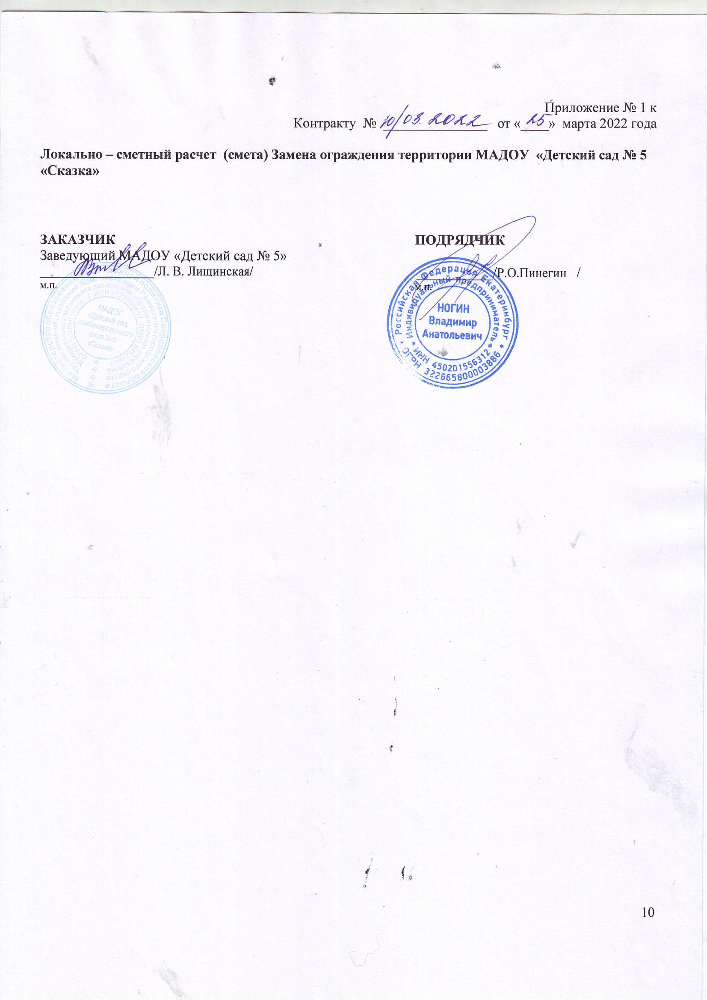 Приложение № 1 к
Контракту № 10/03.2022 от «25» марта 2022 года
Локально – сметный расчет (смета) Замена ограждения территории МАДОУ «Детский сад № 5
«Сказка»
ЗАКАЗЧИК
Заведующий МАДОУ «Детский сад № 5»
/Л. В. Лищинская/
м.п.
МАДОУ
«Детский сад
комбинированного
вида №5
«Сказка»
ПОДРЯДЧИК
/Р.О.Пинегин /
м.п.
Российская Федерация Екатеринбург
Индивидуальный предприниматель
НОГИН
Владимир
Анатольевич
* ИНН 450201556312 *
* ОГРН 322665800003886 *
10